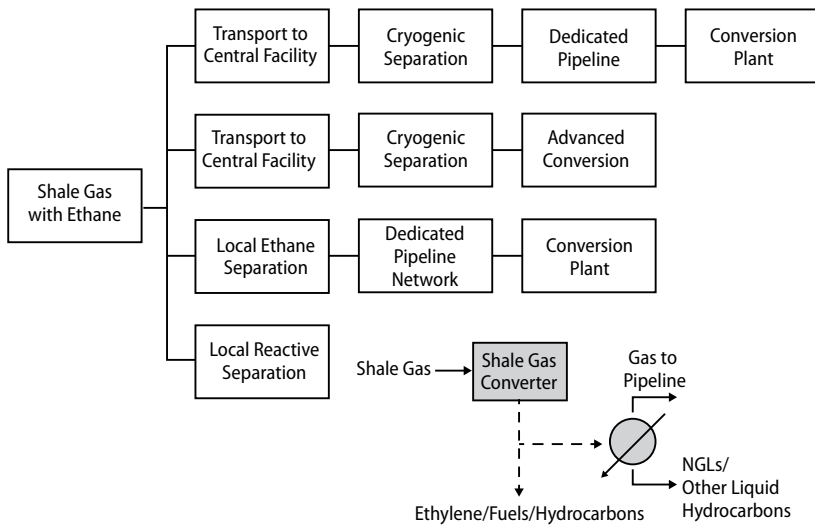 Transport to
Central Facility
Cryogenic
Separation
Dedicated
Pipeline
Conversion
Plant
Transport to
Central Facility
Cryogenic
Separation
Advanced
Conversion
Shale Gas
with Ethane
Local Ethane
Separation
Dedicated
Pipeline
Network
Conversion
Plant
Local Reactive
Separation
Shale Gas
Shale Gas
Converter
Gas to
Pipeline
NGLs/
Other Liquid
Hydrocarbons
Ethylene/Fuels/Hydrocarbons